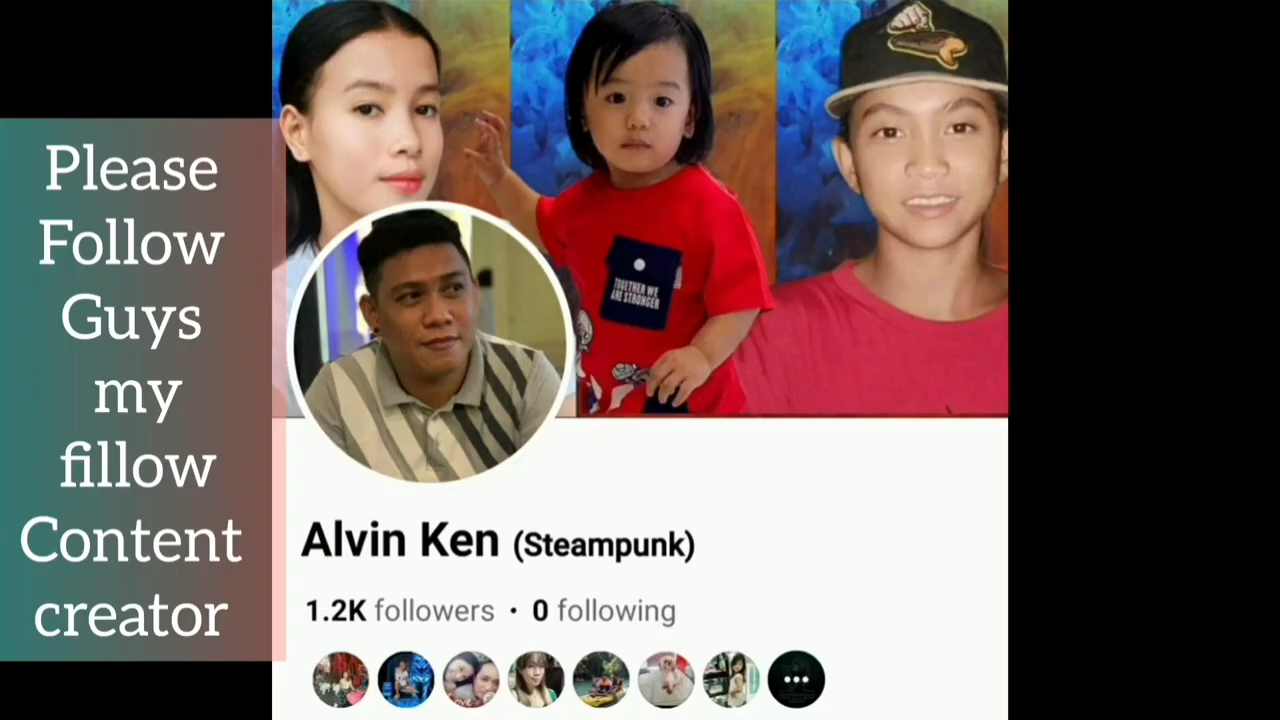 Please
Follow
Guys
my
fillow
Content
creator
TOGETHER WE
ARE STRONGER
Alvin Ken (Steampunk)
1.2K followers • 0 following